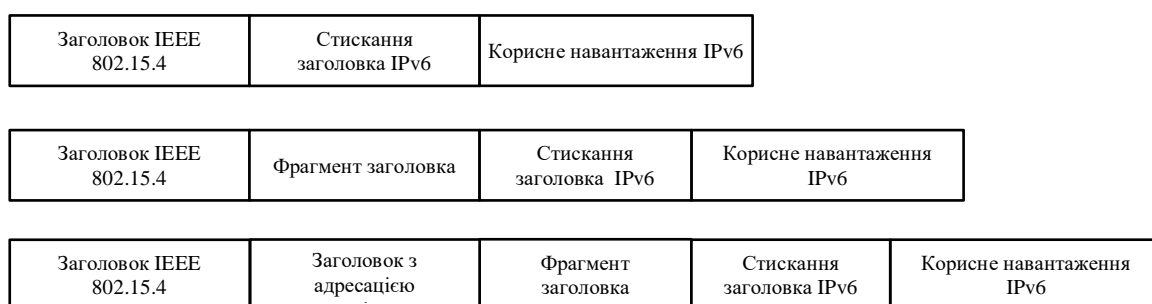 Заголовок IEEE
802.15.4
Стискання
заголовка IPv6
Корисне навантаження IPv6
Заголовок IEEE
802.15.4
Фрагмент заголовка
Стискання
заголовка IPv6
Корисне навантаження
IPv6
Заголовок IEEE
802.15.4
Заголовок з
адресацією
Фрагмент
заголовка
Стискання
заголовка IPv6
Корисне навантаження
IPv6